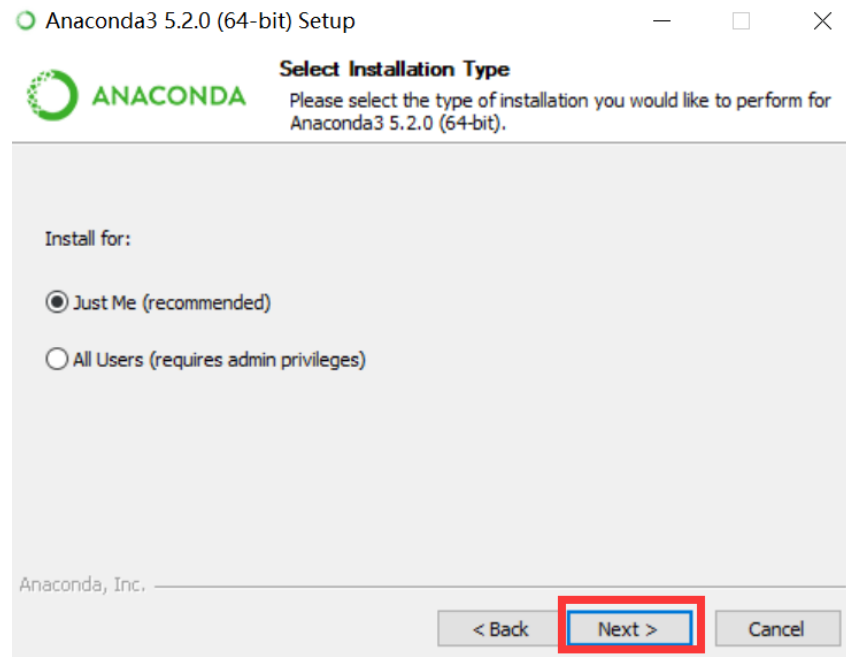 Anaconda3 5.2.0 (64-bit) Setup
ANACONDA
Select Installation Type
Please select the type of installation you would like to perform for
Anaconda3 5.2.0 (64-bit).
Install for:
Just Me (recommended)
All Users (requires admin privileges)
Anaconda, Inc.
< Back Next > Cancel